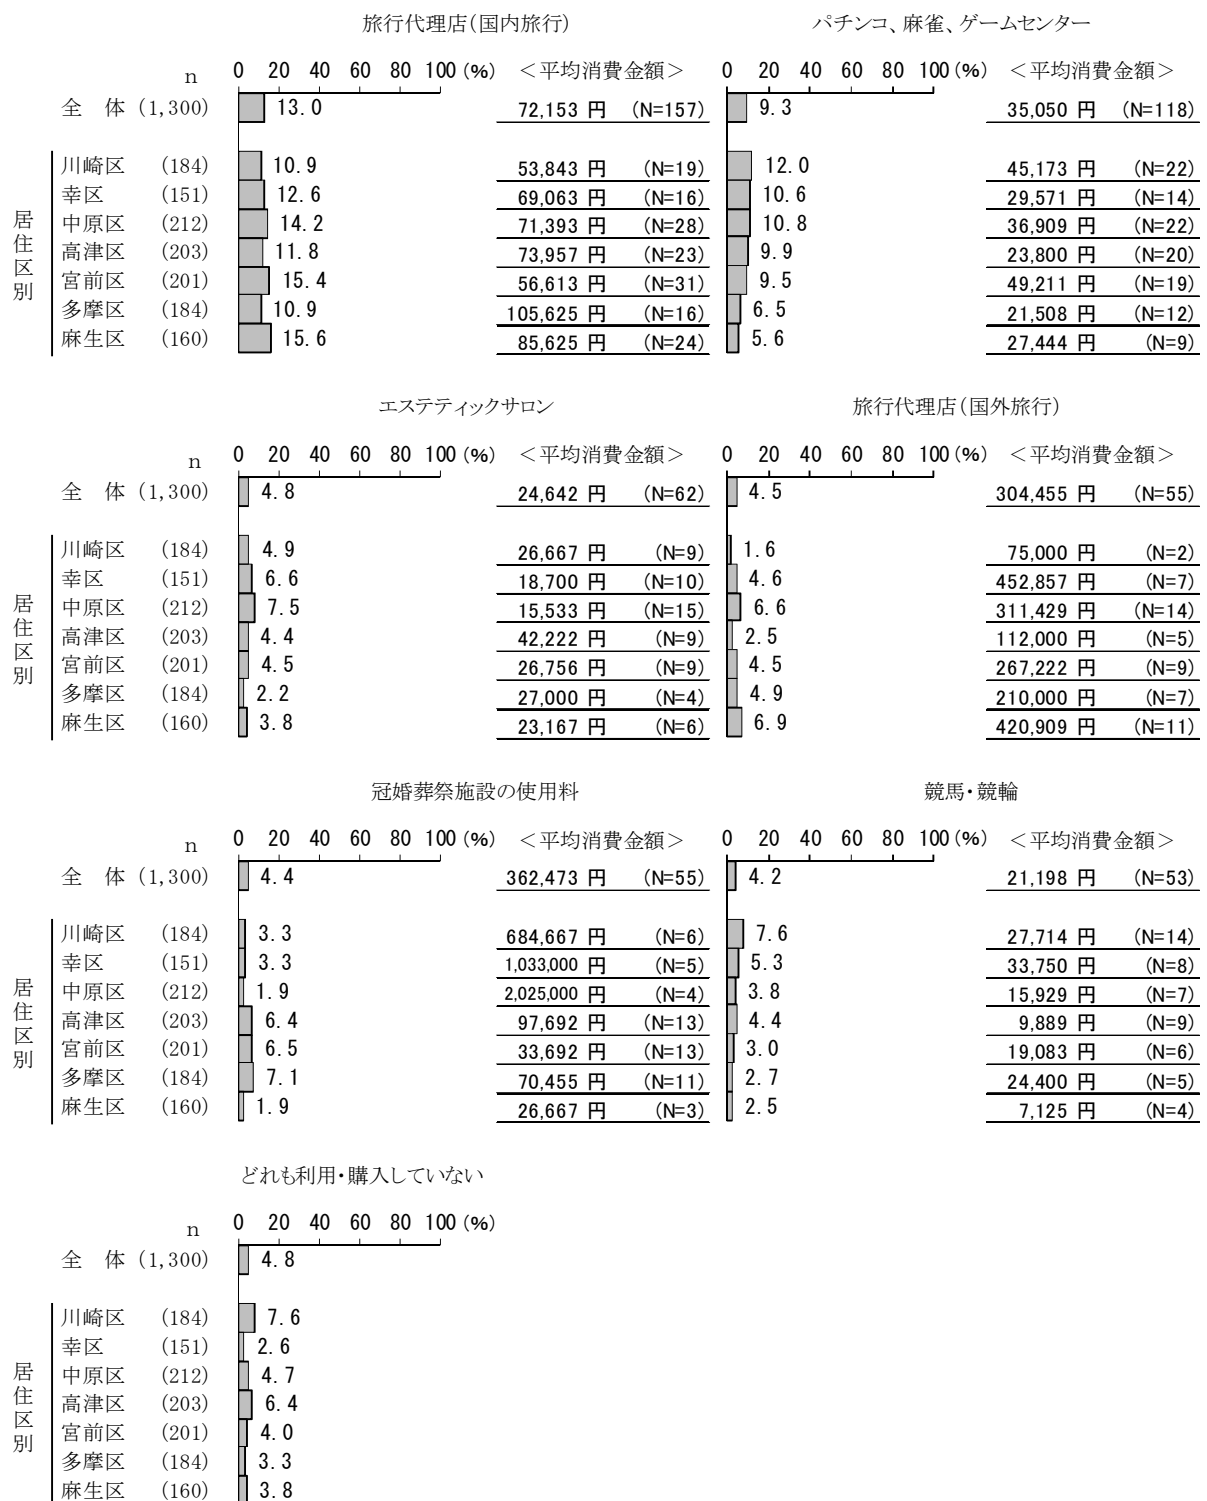 旅行代理店(国内旅行)
n 0 20 40 60 80 100 (%) <平均消費金額>
全 体 (1,300) 13.0 72,153 円 (N=157)
居住区別
川崎区 (184) 10.9 53,843 円 (N=19)
幸区 (151) 12.6 69,063 円 (N=16)
中原区 (212) 14.2 71,393 円 (N=28)
高津区 (203) 11.8 73,957 円 (N=23)
宮前区 (201) 15.4 56,613 円 (N=31)
多摩区 (184) 10.9 105,625 円 (N=16)
麻生区 (160) 15.6 85,625 円 (N=24)
パチンコ、麻雀、ゲームセンター
0 20 40 60 80 100 (%) <平均消費金額>
9.3 35,050 円 (N=118)
12.0 45,173 円 (N=22)
10.6 29,571 円 (N=14)
10.8 36,909 円 (N=22)
9.9 23,800 円 (N=20)
9.5 49,211 円 (N=19)
6.5 21,508 円 (N=12)
5.6 27,444 円 (N=9)
エステティックサロン
n 0 20 40 60 80 100 (%) <平均消費金額>
全 体 (1,300) 4.8 24,642 円 (N=62)
居住区別
川崎区 (184) 4.9 26,667 円 (N=9)
幸区 (151) 6.6 18,700 円 (N=10)
中原区 (212) 7.5 15,533 円 (N=15)
高津区 (203) 4.4 42,222 円 (N=9)
宮前区 (201) 4.5 26,756 円 (N=9)
多摩区 (184) 2.2 27,000 円 (N=4)
麻生区 (160) 3.8 23,167 円 (N=6)
旅行代理店(国外旅行)
0 20 40 60 80 100 (%) <平均消費金額>
4.5 304,455 円 (N=55)
1.6 75,000 円 (N=2)
4.6 452,857 円 (N=7)
6.6 311,429 円 (N=14)
2.5 112,000 円 (N=5)
4.5 267,222 円 (N=9)
4.9 210,000 円 (N=7)
6.9 420,909 円 (N=11)
冠婚葬祭施設の使用料
n 0 20 40 60 80 100 (%) <平均消費金額>
全 体 (1,300) 4.4 362,473 円 (N=55)
居住区別
川崎区 (184) 3.3 684,667 円 (N=6)
幸区 (151) 3.3 1,033,000 円 (N=5)
中原区 (212) 1.9 2,025,000 円 (N=4)
高津区 (203) 6.4 97,692 円 (N=13)
宮前区 (201) 6.5 33,692 円 (N=13)
多摩区 (184) 7.1 70,455 円 (N=11)
麻生区 (160) 1.9 26,667 円 (N=3)
競馬・競輪
0 20 40 60 80 100 (%) <平均消費金額>
4.2 21,198 円 (N=53)
7.6 27,714 円 (N=14)
5.3 33,750 円 (N=8)
3.8 15,929 円 (N=7)
4.4 9,889 円 (N=9)
3.0 19,083 円 (N=6)
2.7 24,400 円 (N=5)
2.5 7,125 円 (N=4)
どれも利用・購入していない
n 0 20 40 60 80 100 (%)
全 体 (1,300) 4.8
居住区別
川崎区 (184) 7.6
幸区 (151) 2.6
中原区 (212) 4.7
高津区 (203) 6.4
宮前区 (201) 4.0
多摩区 (184) 3.3
麻生区 (160) 3.8